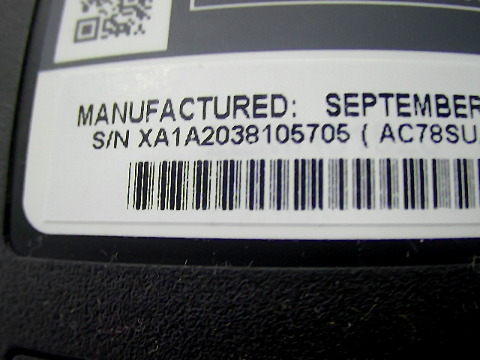 MANUFACTURED: SEPTEMBER
S/N XA1A2038105705 ( AC78SU